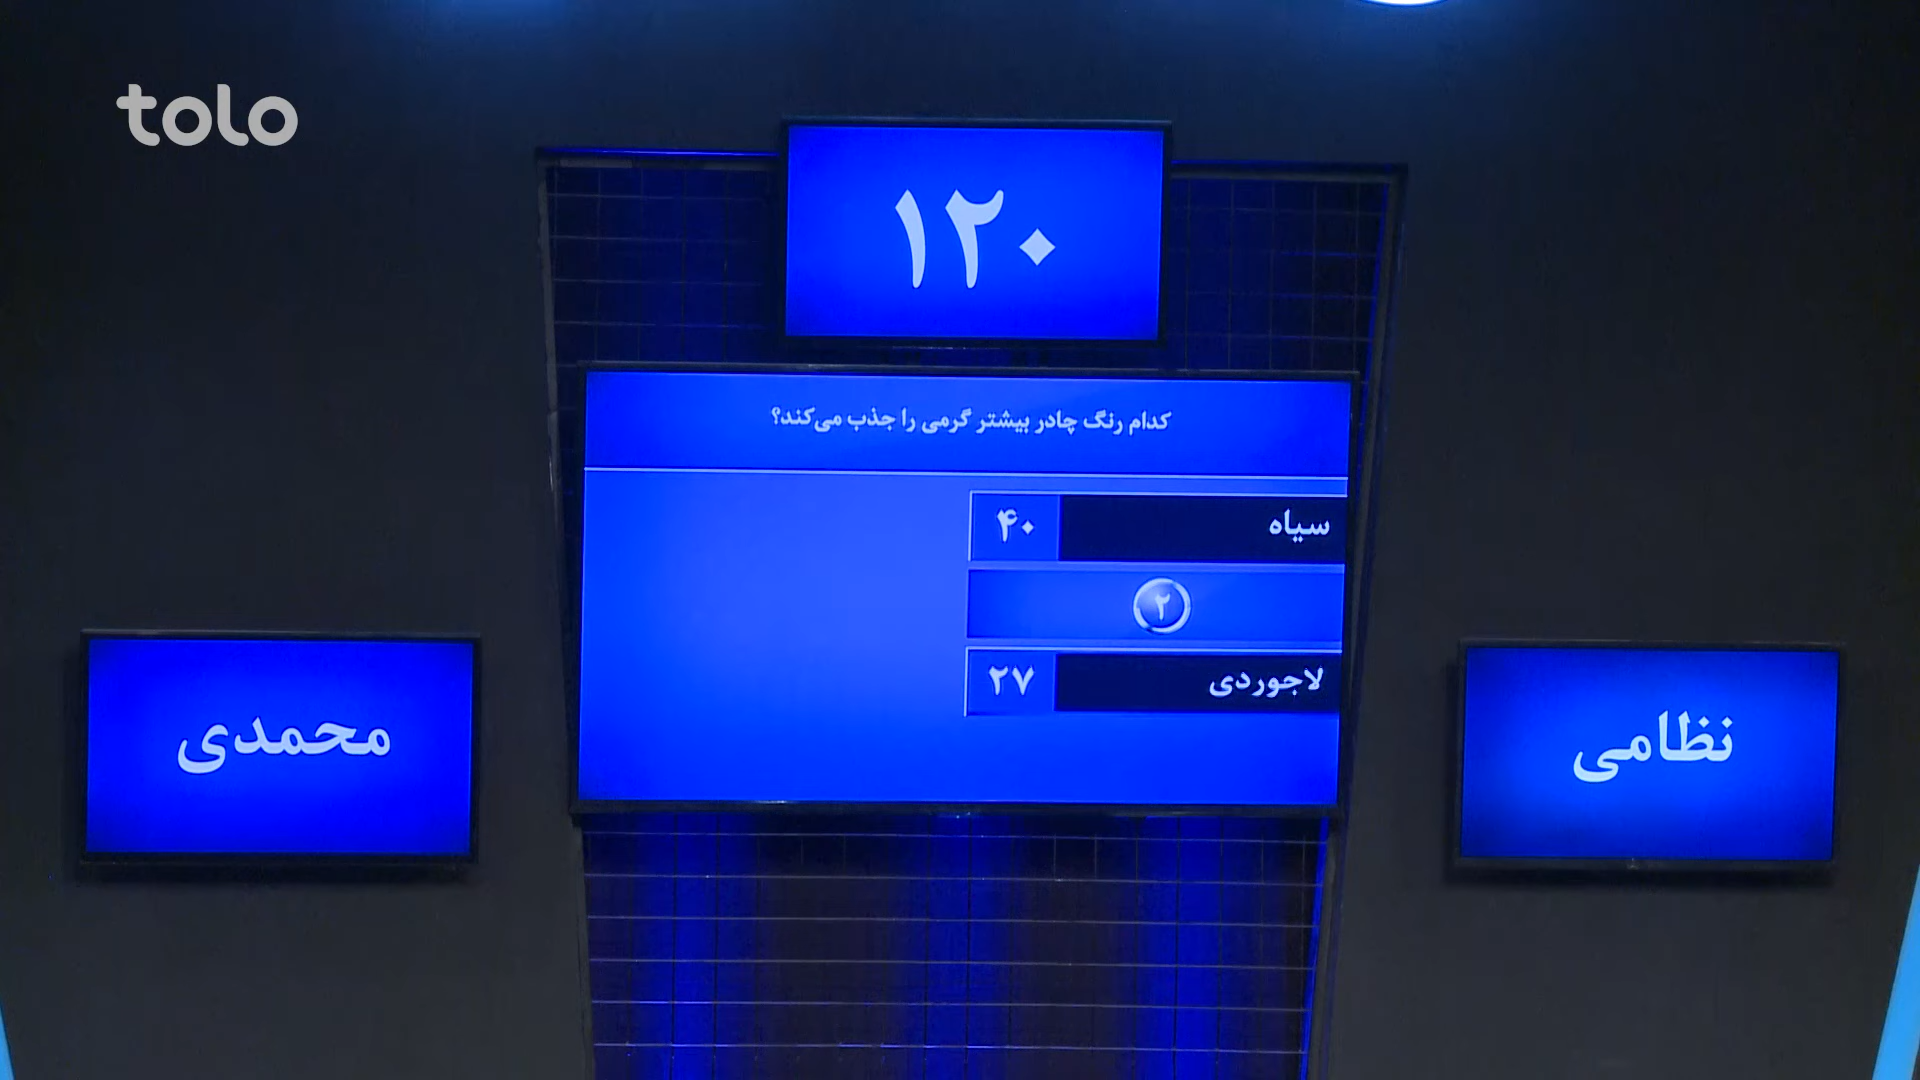 tolo
۱۲۰
کدام رنگ چادر بیشتر گرمی را جذب می‌کند؟
سیاه ۴۰
۲
لاجوردی ۲۷
نظامی
محمدی